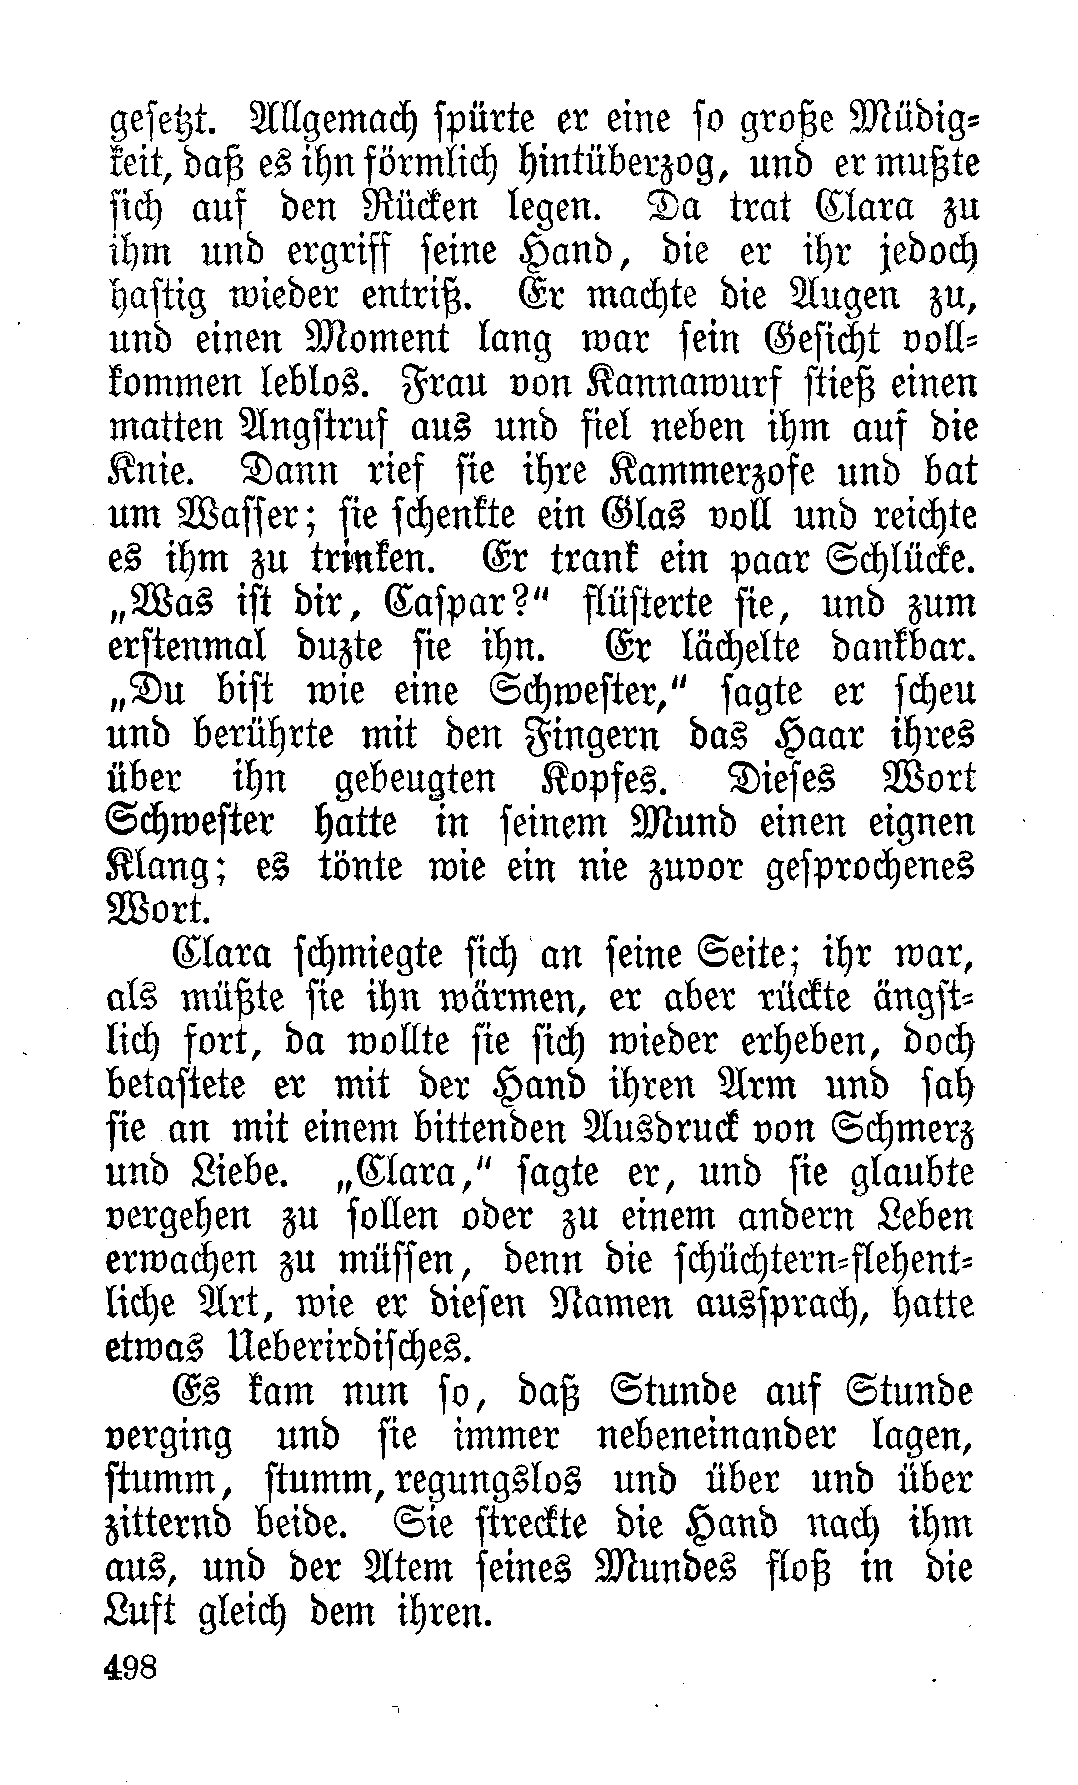 gesetzt. Allgemach spürte er eine so große Müdig-
keit, daß es ihn förmlich hintüberzog, und er mußte
sich auf den Rücken legen. Da trat Clara zu
ihm und ergriff seine Hand, die er ihr jedoch
hastig wieder entriß. Er machte die Augen zu,
und einen Moment lang war sein Gesicht voll-
kommen leblos. Frau von Kannawurf stieß einen
matten Angstruf aus und fiel neben ihm auf die
Knie. Dann rief sie ihre Kammerzofe und bat
um Wasser; sie schenkte ein Glas voll und reichte
es ihm zu trinken. Er trank ein paar Schlücke.
„Was ist dir, Caspar?" flüsterte sie, und zum
erstenmal duzte sie ihn. Er lächelte dankbar.
„Du bist wie eine Schwester," sagte er scheu
und berührte mit den Fingern das Haar ihres
über ihn gebeugten Kopfes. Dieses Wort
Schwester hatte in seinem Mund einen eignen
Klang; es tönte wie ein nie zuvor gesprochenes
Wort.
Clara schmiegte sich an seine Seite; ihr war,
als müßte sie ihn wärmen, er aber rückte ängst-
lich fort, da wollte sie sich wieder erheben, doch
betastete er mit der Hand ihren Arm und sah
sie an mit einem bittenden Ausdruck von Schmerz
und Liebe. „Clara," sagte er, und sie glaubte
vergehen zu sollen oder zu einem andern Leben
erwachen zu müssen, denn die schüchtern-flehent-
liche Art, wie er diesen Namen aussprach, hatte
etwas Ueberirdisches.
Es kam nun so, daß Stunde auf Stunde
verging und sie immer nebeneinander lagen,
stumm, stumm, regungslos und über und über
zitternd beide. Sie streckte die Hand nach ihm
aus, und der Atem seines Mundes floß in die
Luft gleich dem ihren.
498